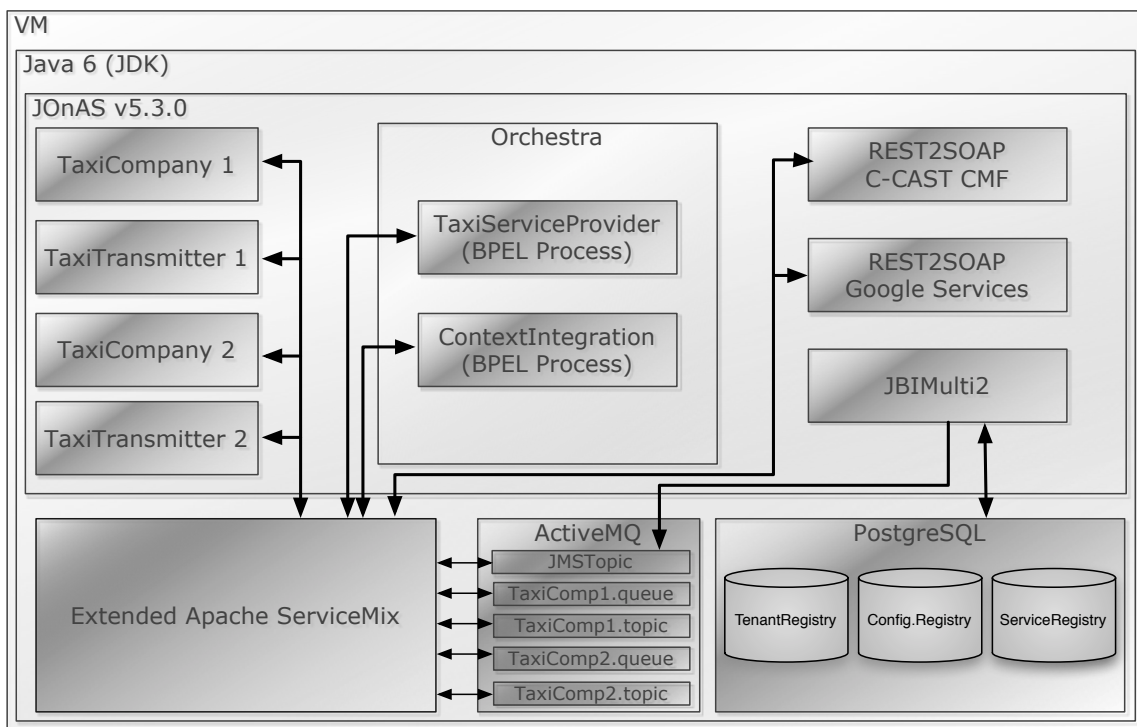 VM
Java 6 (JDK)
JOnAS v5.3.0
TaxiCompany 1
TaxiTransmitter 1
TaxiCompany 2
TaxiTransmitter 2
Orchestra
TaxiServiceProvider
(BPEL Process)
ContextIntegration
(BPEL Process)
REST2SOAP
C-CAST CMF
REST2SOAP
Google Services
JBIMulti2
Extended Apache ServiceMix
ActiveMQ
JMSTopic
TaxiComp1.queue
TaxiComp1.topic
TaxiComp2.queue
TaxiComp2.topic
PostgreSQL
TenantRegistry
Config.Registry
ServiceRegistry